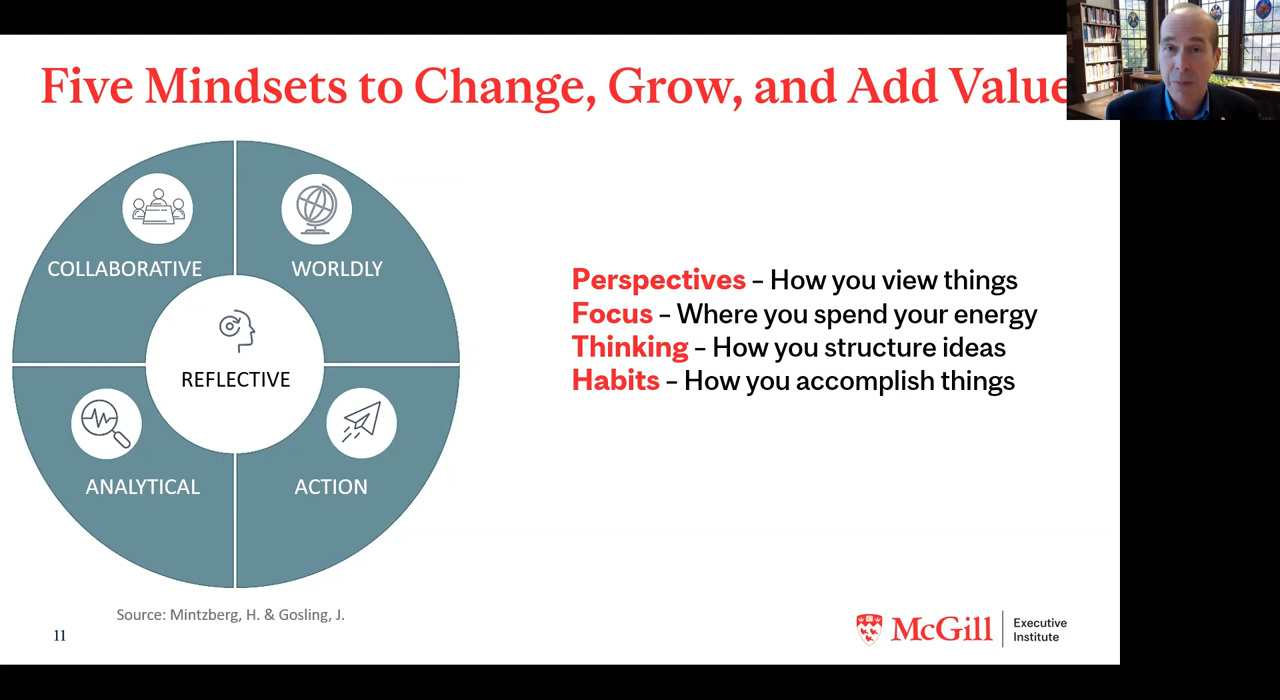 Five Mindsets to Change, Grow, and Add Value
COLLABORATIVE
WORLDLY
REFLECTIVE
ANALYTICAL
ACTION
Perspectives – How you view things
Focus – Where you spend your energy
Thinking – How you structure ideas
Habits – How you accomplish things
Source: Mintzberg, H. & Gosling, J.
11
McGill
Executive
Institute